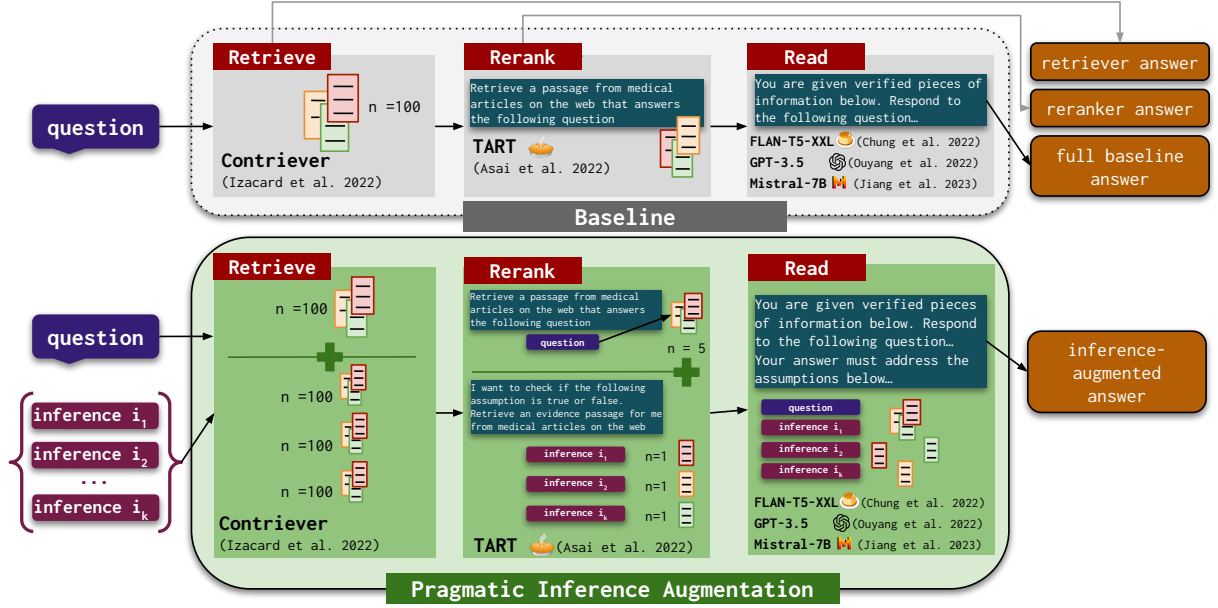 Retrieve
Rerank
Read
question
n =100
Contriever
(Izacard et al. 2022)
Retrieve a passage from medical
articles on the web that answers
the following question
TART
(Asai et al. 2022)
You are given verified pieces of
information below. Respond to
the following question…
FLAN-T5-XXL (Chung et al. 2022)
GPT-3.5 (Ouyang et al. 2022)
Mistral-7B (Jiang et al. 2023)
retriever answer
reranker answer
full baseline
answer
Baseline
Retrieve
Rerank
Read
question
inference i1
inference i2
...
inference ik
n =100
n =100
n =100
n =100
Contriever
(Izacard et al. 2022)
Retrieve a passage from medical
articles on the web that answers
the following question
question
n = 5
I want to check if the following
assumption is true or false.
Retrieve an evidence passage for me
from medical articles on the web
inference i1 n=1
inference i2 n=1
inference ik n=1
TART (Asai et al. 2022)
You are given verified pieces
of information below. Respond
to the following question…
Your answer must address the
assumptions below…
question
inference i1
inference i2
inference ik
FLAN-T5-XXL (Chung et al. 2022)
GPT-3.5 (Ouyang et al. 2022)
Mistral-7B (Jiang et al. 2023)
inference-
augmented
answer
Pragmatic Inference Augmentation